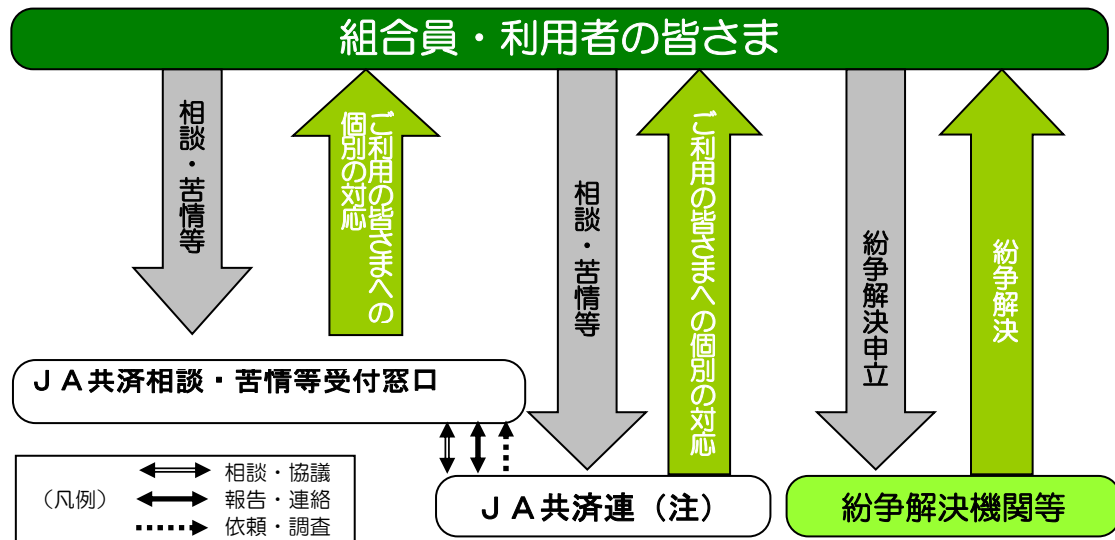 組合員・利用者の皆さま
相談・苦情等
ご利用の皆さまへの
個別の対応
相談・苦情等
ご利用の皆さまへの個別の対応
紛争解決申立
紛争解決
ＪＡ共済相談・苦情等受付窓口
（凡例）
相談・協議
報告・連絡
依頼・調査
ＪＡ共済連（注）
紛争解決機関等